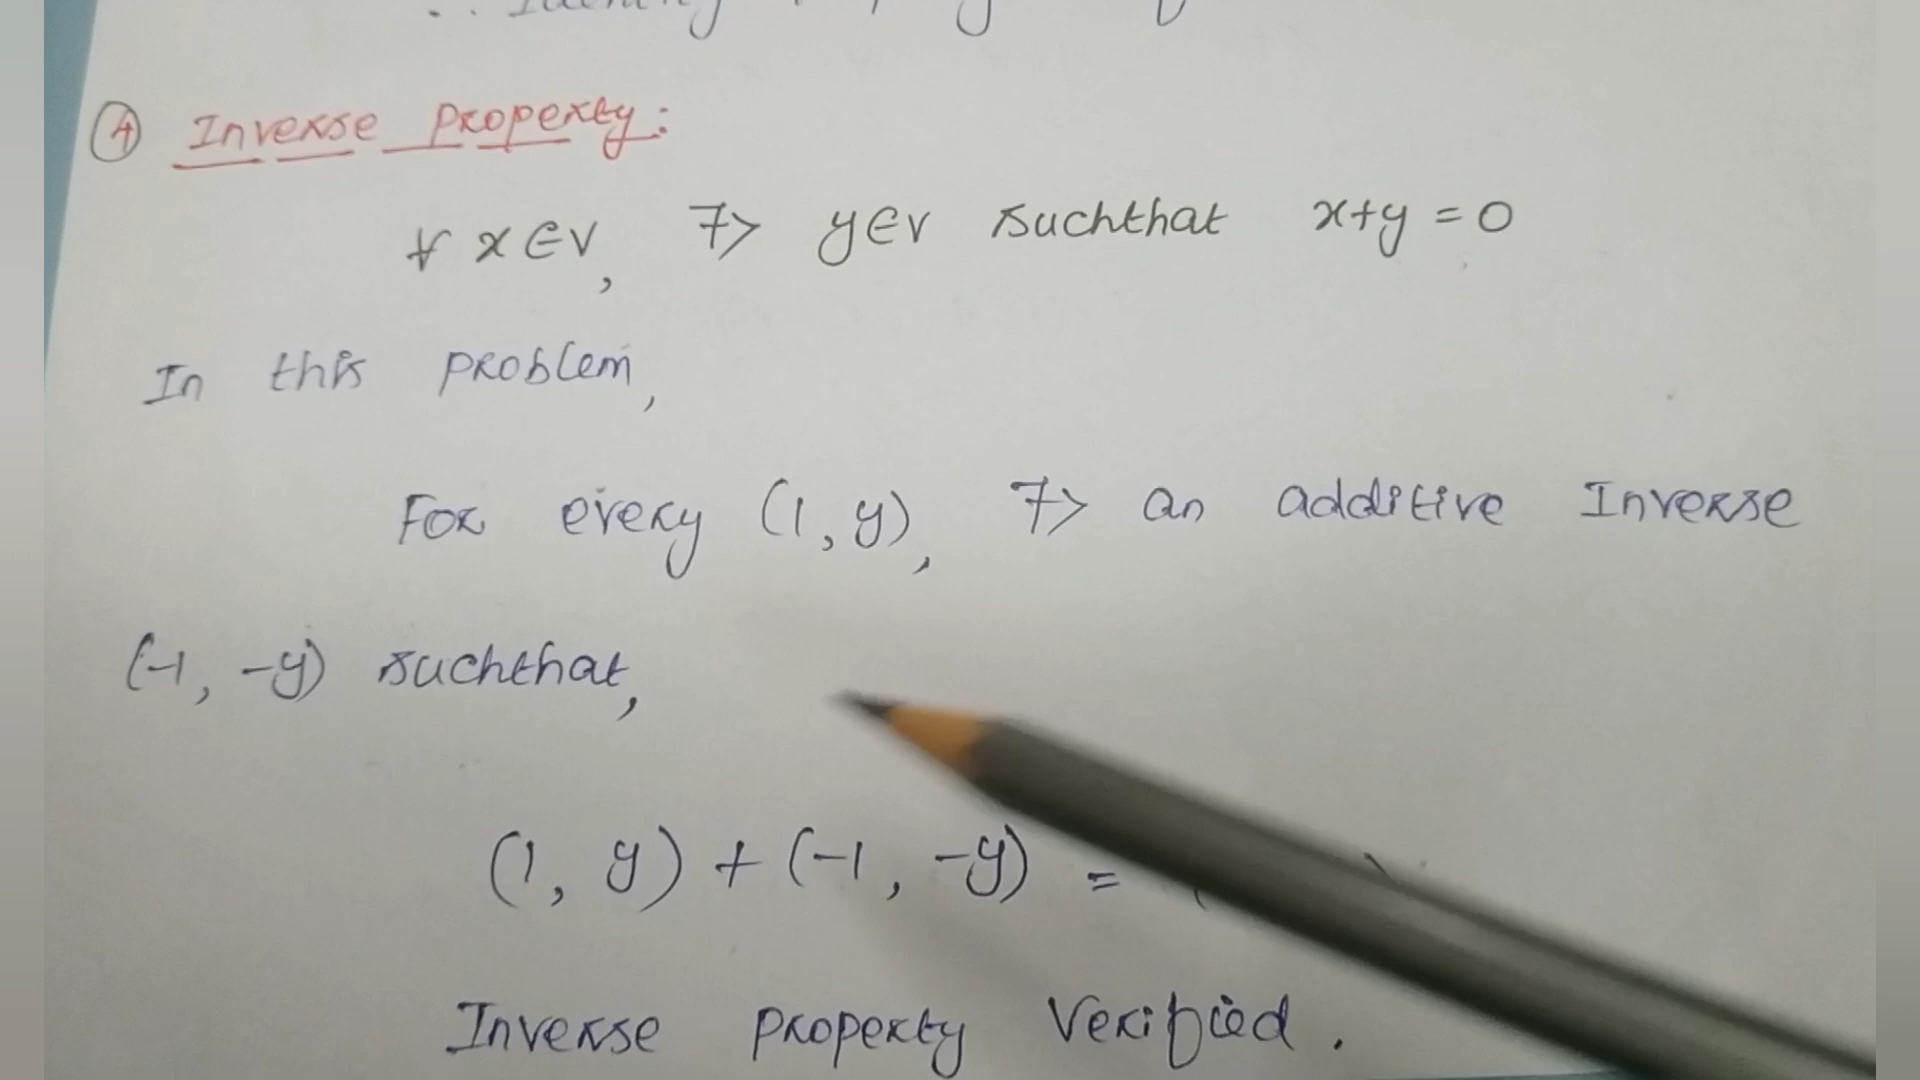 ④ Inverse property:
∀ x∈V, ∃ y∈V suchthat x+y=0
In this problem,
For every (1, y), ∃ an additive Inverse
(-1, -y) suchthat,
(1, y) + (-1, -y) =
Inverse property Verified.